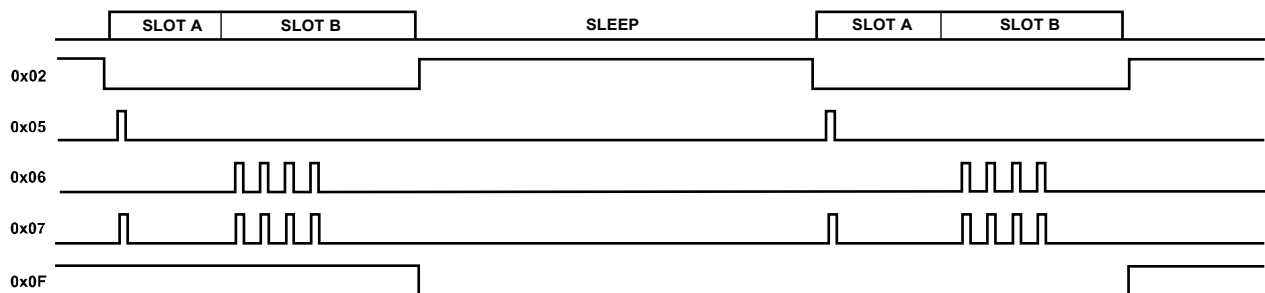 SLOT A SLOT B SLEEP SLOT A SLOT B
0x02
0x05
0x06
0x07
0x0F